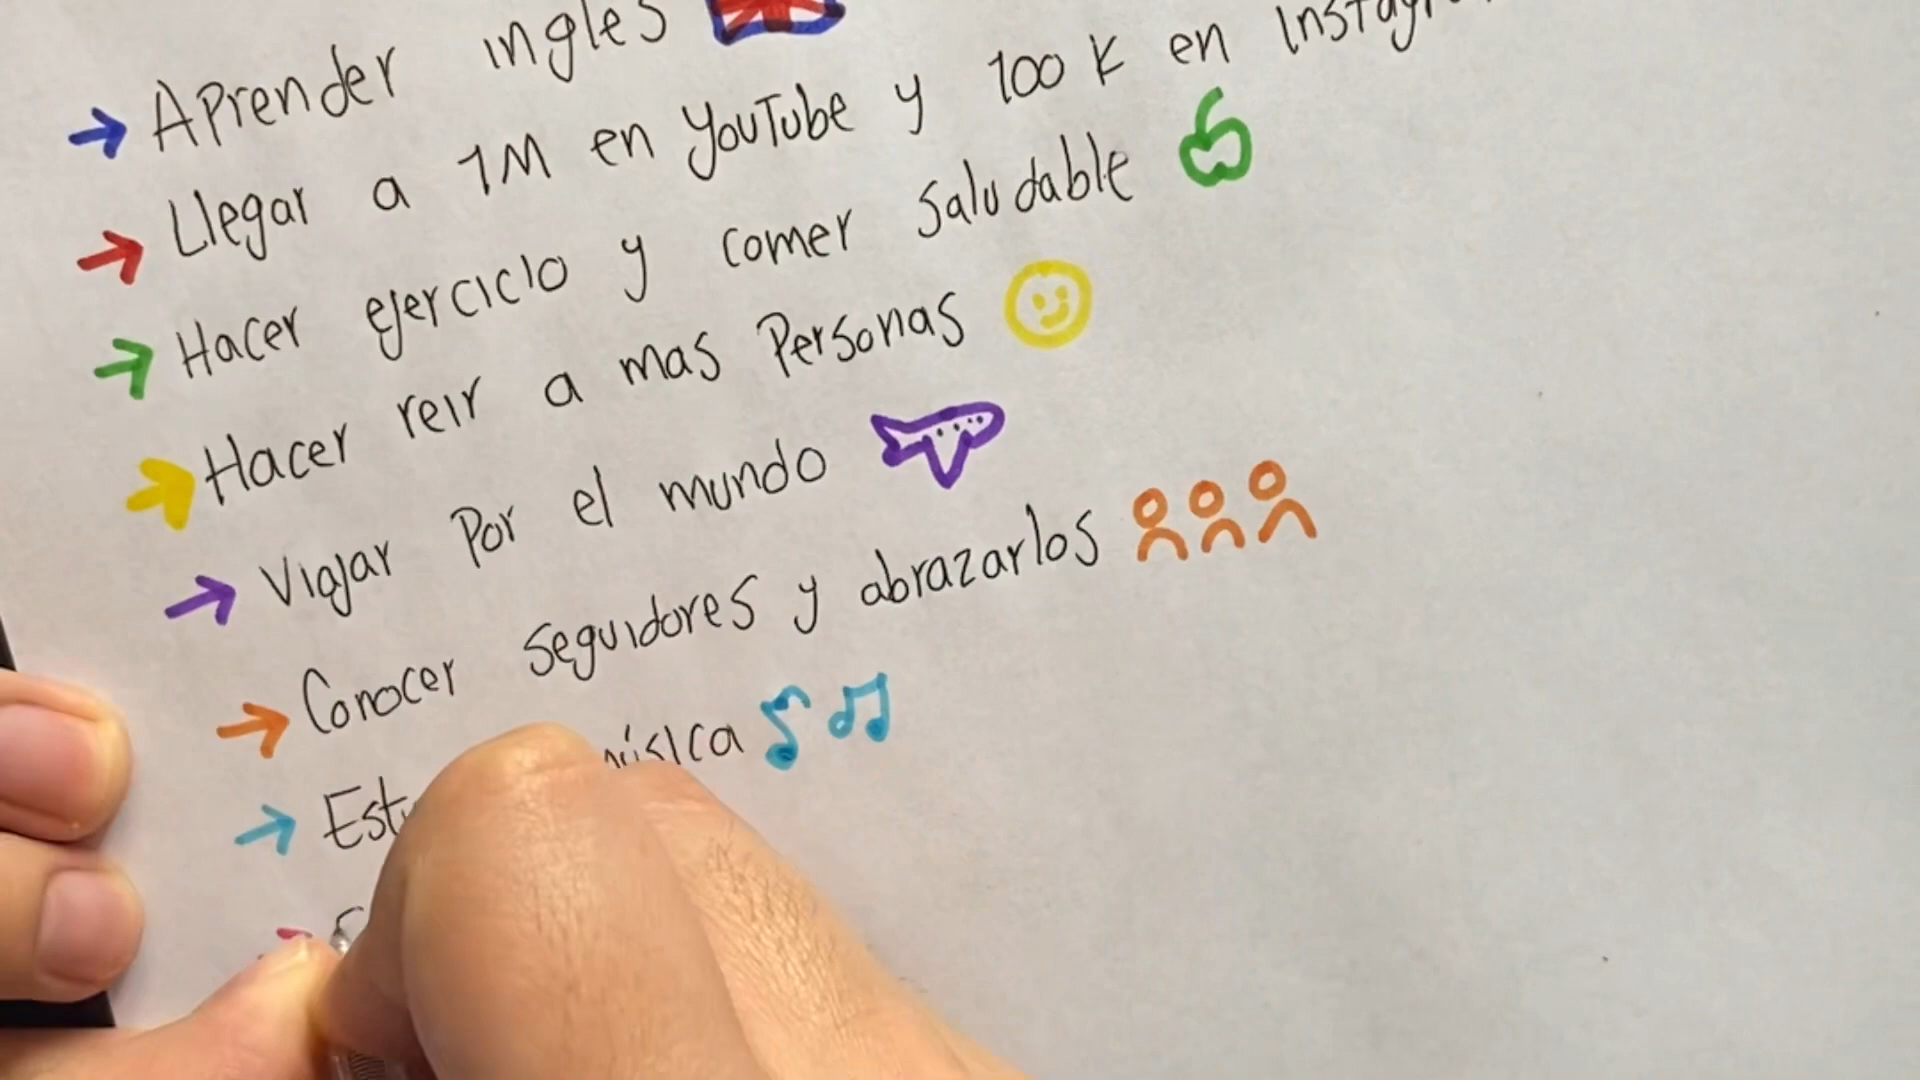 Aprender ingles
Llegar a 1M en YouTube y 100 K en
Hacer ejercicio y comer saludable
Hacer reir a mas Personas
Viajar Por el mundo
Conocer seguidores y abrazarlos
música